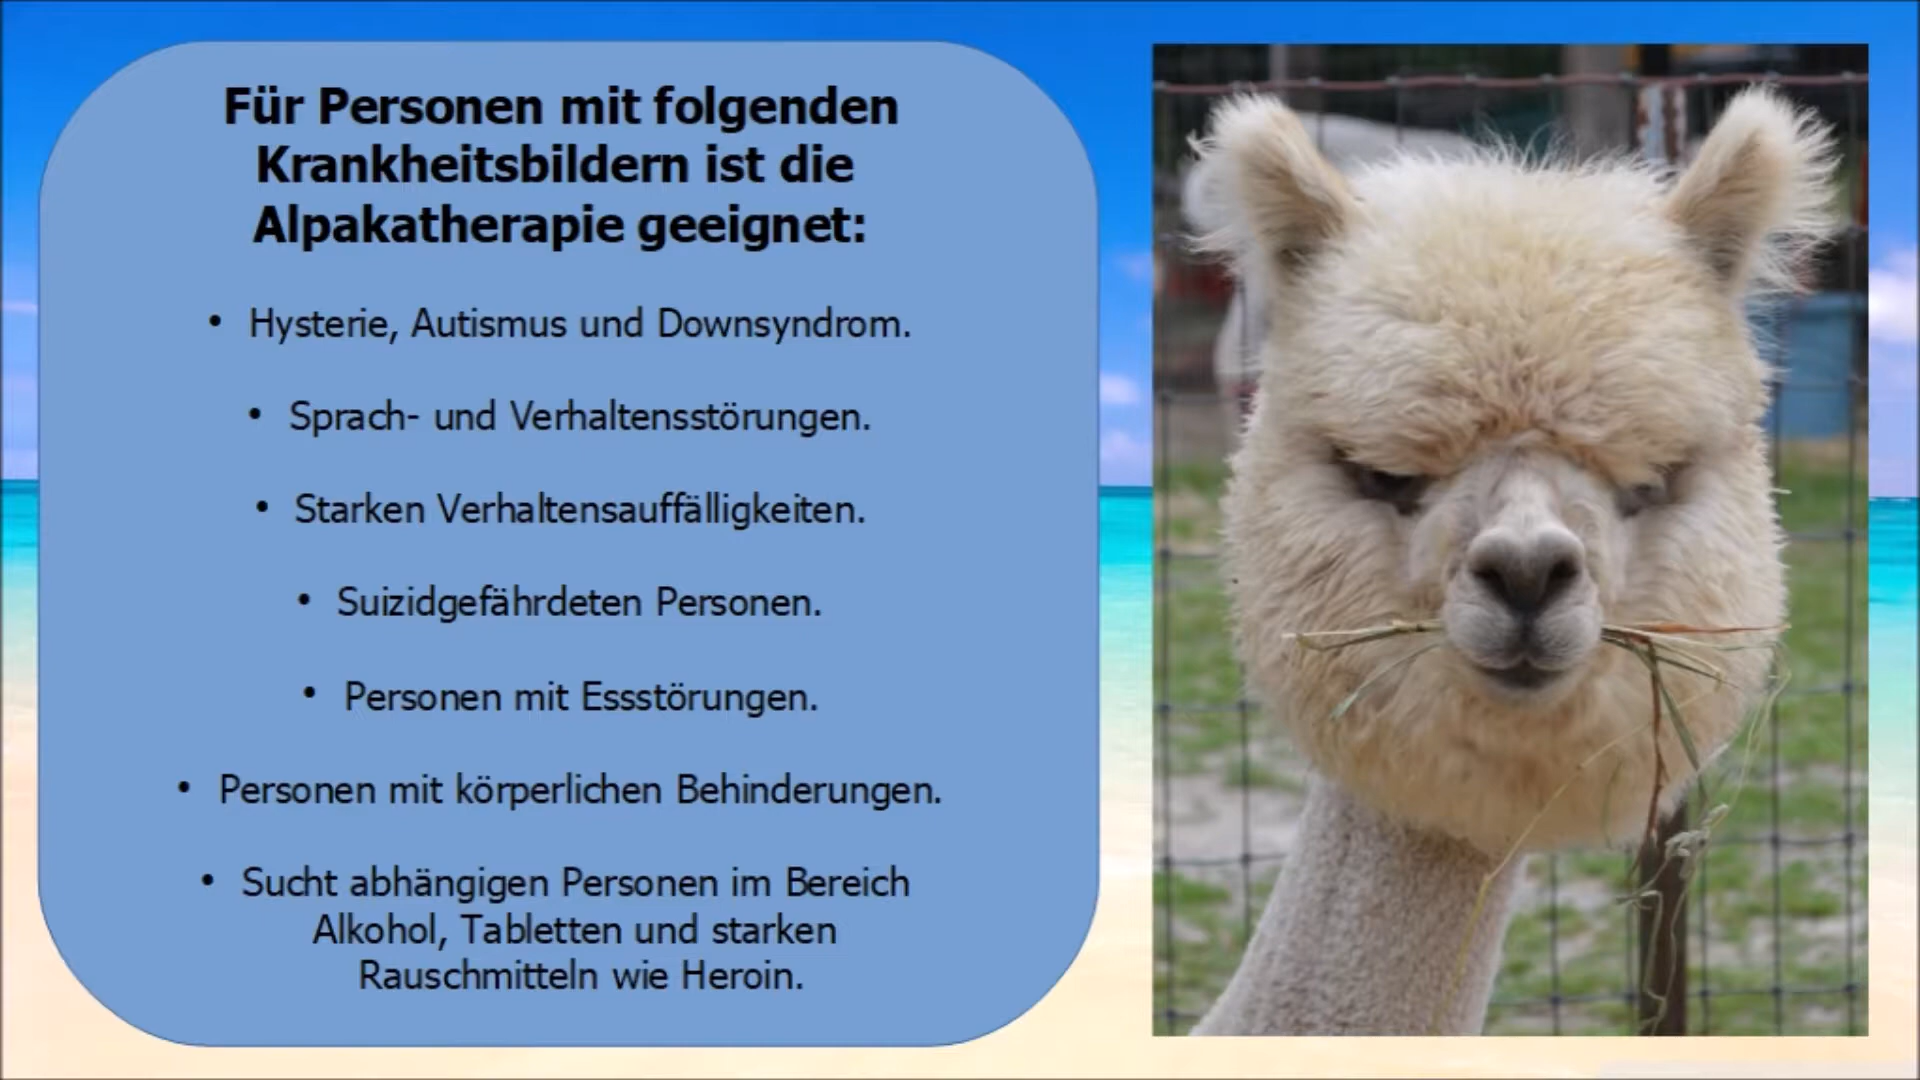 Für Personen mit folgenden
Krankheitsbildern ist die
Alpakatherapie geeignet:
• Hysterie, Autismus und Downsyndrom.
• Sprach- und Verhaltensstörungen.
• Starken Verhaltensauffälligkeiten.
• Suizidgefährdeten Personen.
• Personen mit Essstörungen.
• Personen mit körperlichen Behinderungen.
• Sucht abhängigen Personen im Bereich
Alkohol, Tabletten und starken
Rauschmitteln wie Heroin.